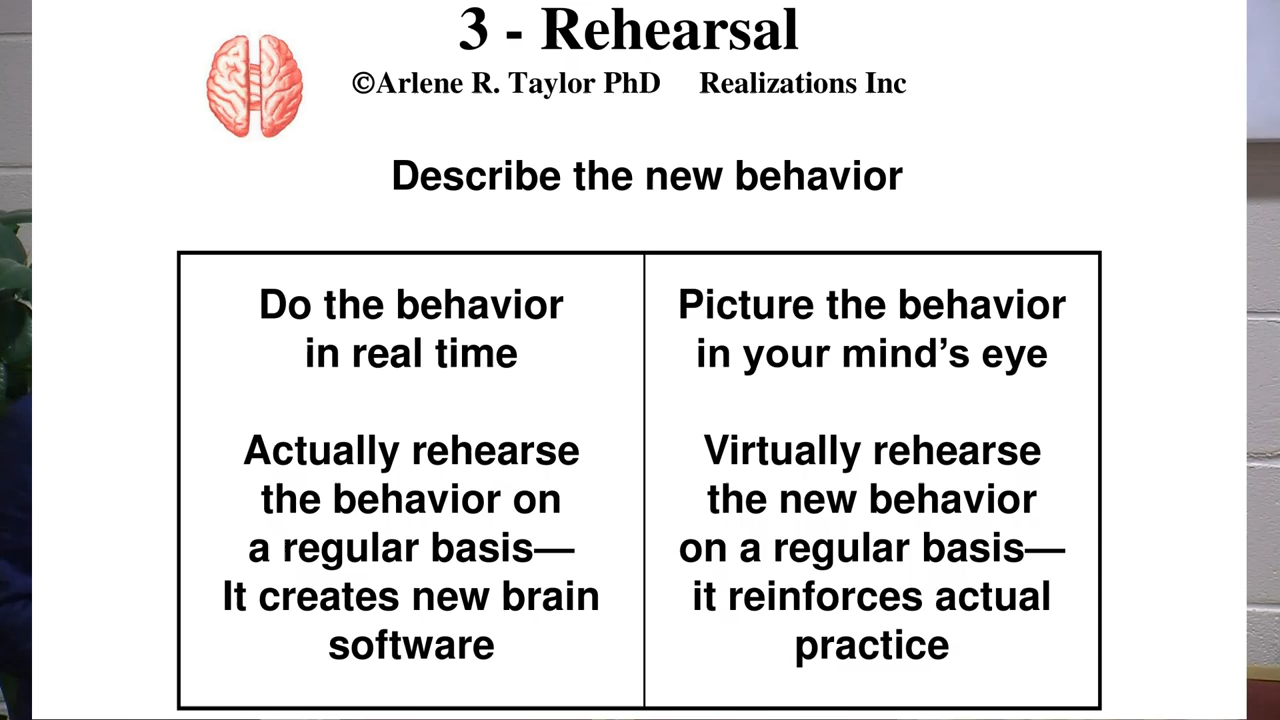 3 - Rehearsal
©Arlene R. Taylor PhD Realizations Inc
Describe the new behavior
Do the behavior
in real time
Actually rehearse
the behavior on
a regular basis—
It creates new brain
software
Picture the behavior
in your mind’s eye
Virtually rehearse
the new behavior
on a regular basis—
it reinforces actual
practice